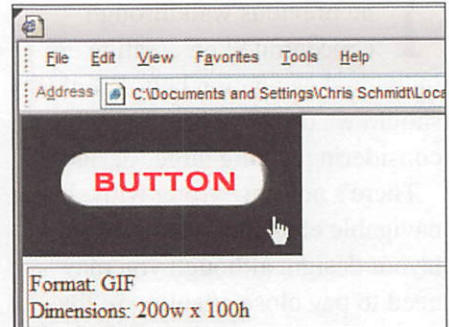 File Edit View Favorites Tools Help
Address C:\Documents and Settings\Chris Schmidt\Loca
BUTTON
Format: GIF
Dimensions: 200w x 100h